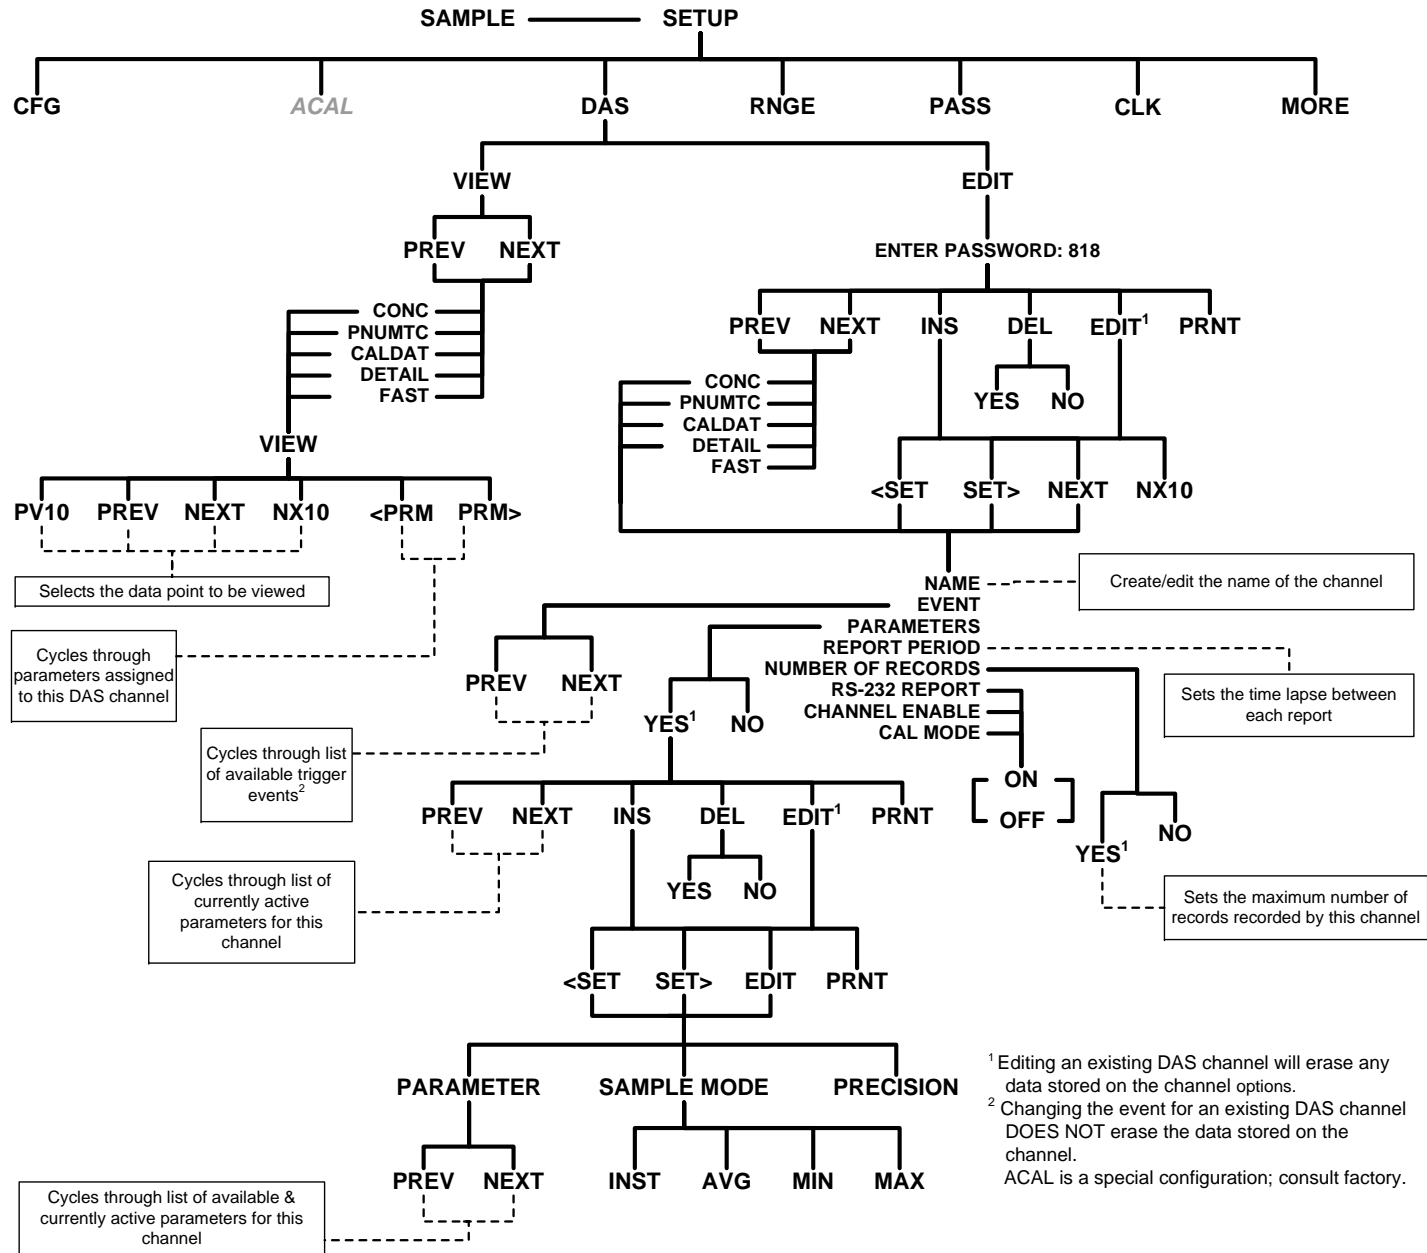 SAMPLE SETUP
CFG ACAL DAS RNGE PASS CLK MORE
VIEW EDIT
PREV NEXT
ENTER PASSWORD: 818
CONC
PNUMTC
CALDAT
DETAIL
FAST
PREV NEXT INS DEL EDIT¹ PRNT
YES NO
CONC
PNUMTC
CALDAT
DETAIL
FAST
VIEW
<SET SET> NEXT NX10
PV10 PREV NEXT NX10 <PRM PRM>
Selects the data point to be viewed
Cycles through
parameters assigned
to this DAS channel
NAME
EVENT
PARAMETERS
REPORT PERIOD
NUMBER OF RECORDS
RS-232 REPORT
CHANNEL ENABLE
CAL MODE
Create/edit the name of the channel
Sets the time lapse between
each report
PREV NEXT
Cycles through list
of available trigger
events²
YES¹ NO
ON
OFF
YES¹ NO
Sets the maximum number of
records recorded by this channel
PREV NEXT INS DEL EDIT¹ PRNT
YES NO
Cycles through list of
currently active
parameters for this
channel
<SET SET> EDIT PRNT
PARAMETER SAMPLE MODE PRECISION
PREV NEXT INST AVG MIN MAX
Cycles through list of available &
currently active parameters for this
channel
¹ Editing an existing DAS channel will erase any
data stored on the channel options.
² Changing the event for an existing DAS channel
DOES NOT erase the data stored on the
channel.
ACAL is a special configuration; consult factory.